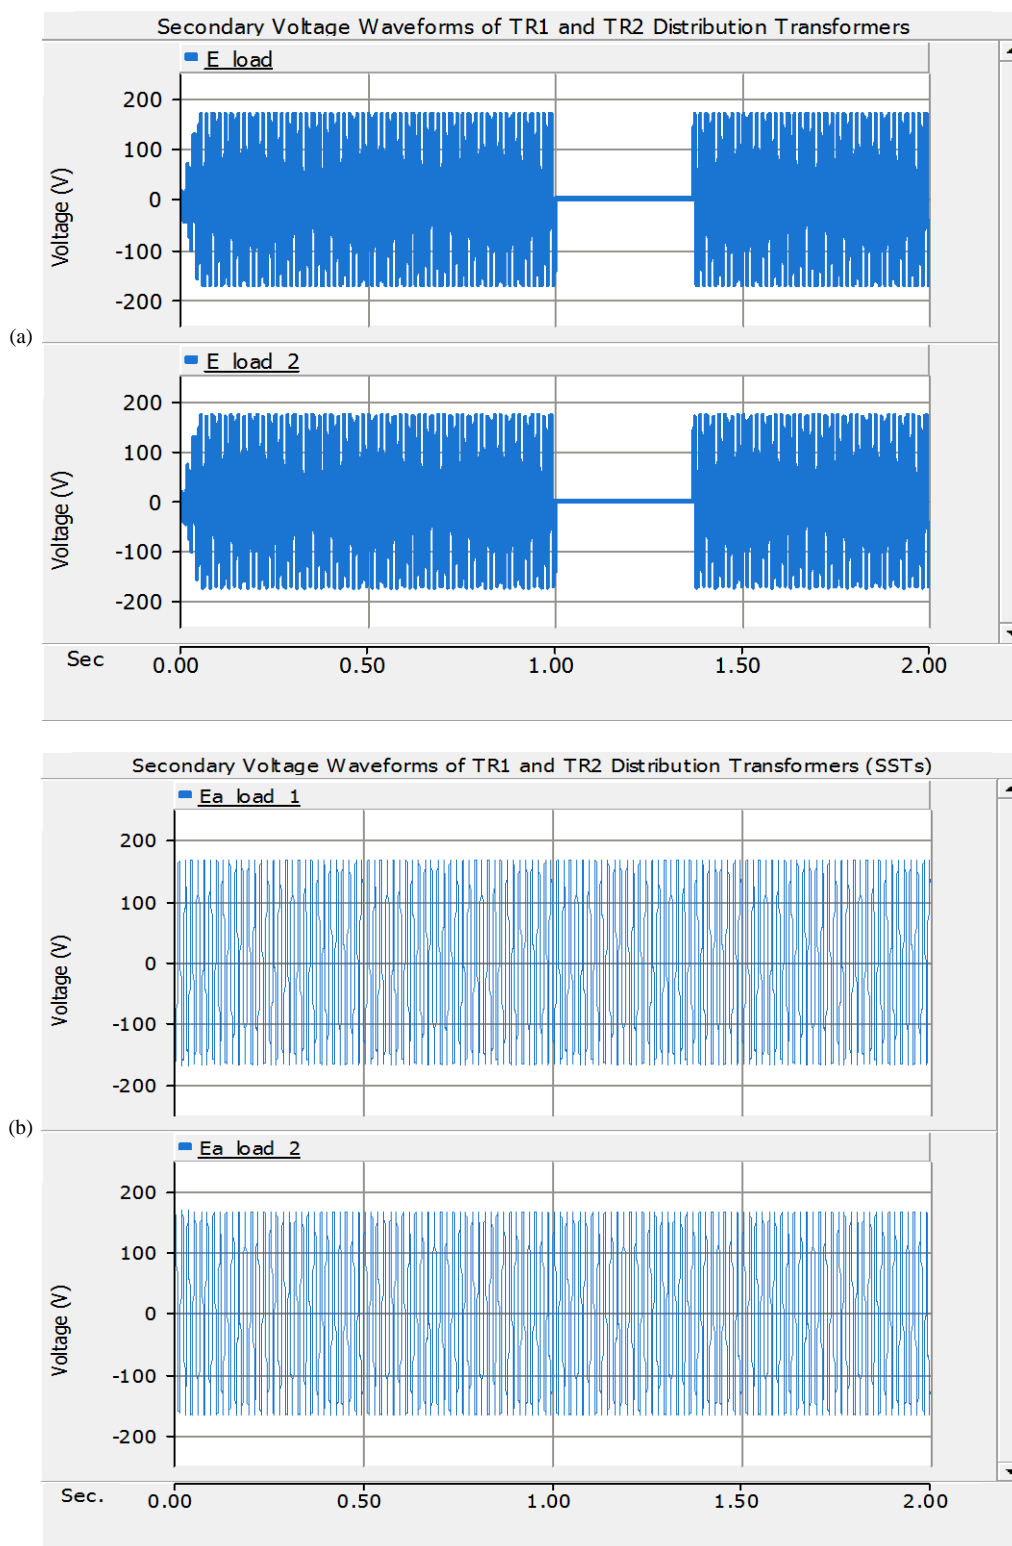 Secondary Voltage Waveforms of TR1 and TR2 Distribution Transformers
E_load
200
100
0
-100
-200
Voltage (V)
(a)
E_load_2
200
100
0
-100
-200
Voltage (V)
Sec 0.00 0.50 1.00 1.50 2.00
Secondary Voltage Waveforms of TR1 and TR2 Distribution Transformers (SSTs)
Ea_load_1
200
100
0
-100
-200
Voltage (V)
(b)
Ea_load_2
200
100
0
-100
-200
Voltage (V)
Sec. 0.00 0.50 1.00 1.50 2.00